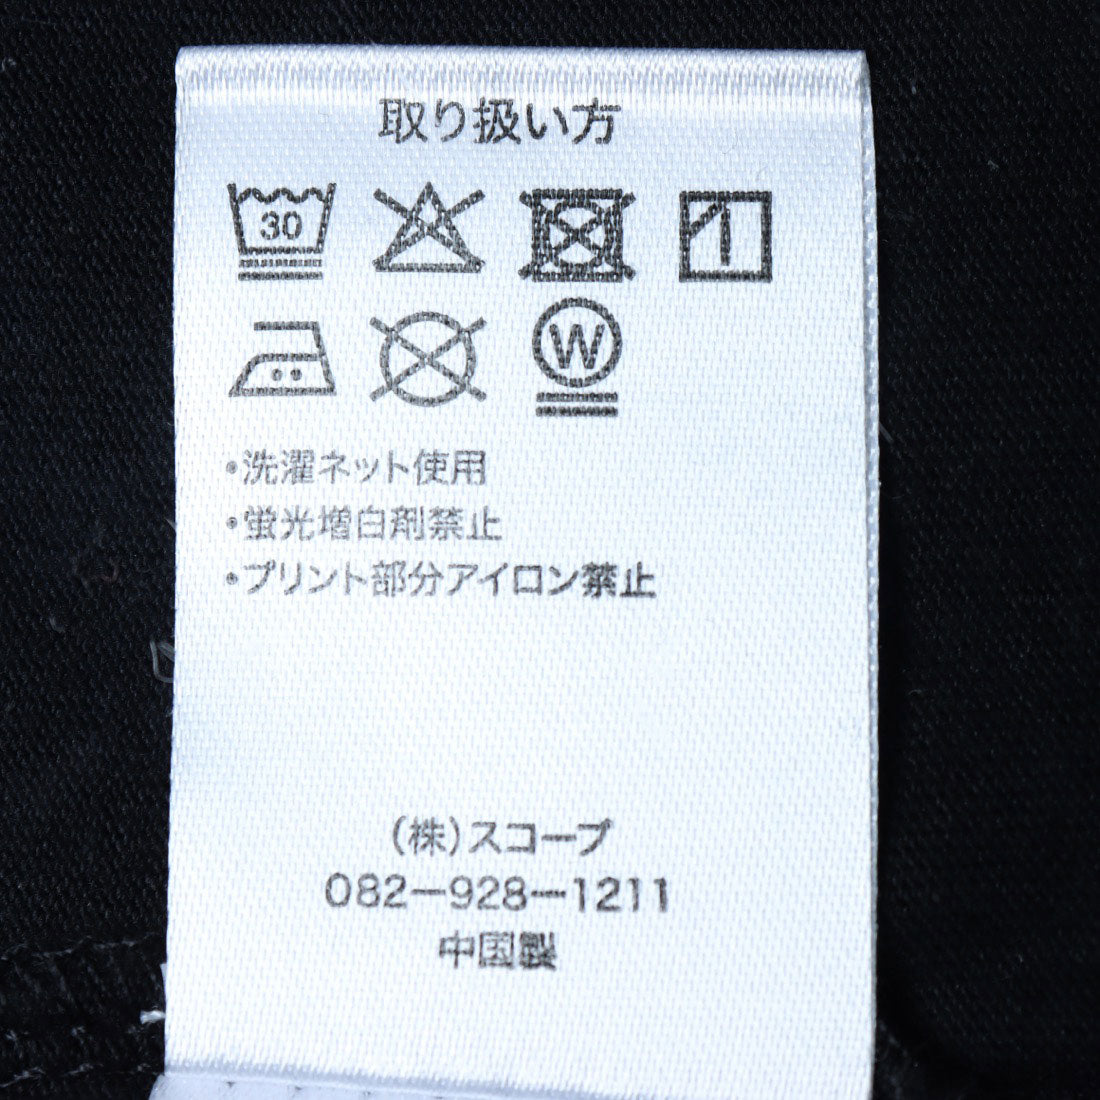 取り扱い方
30
W
・洗濯ネット使用
・蛍光増白剤禁止
・プリント部分アイロン禁止
(株)スコープ
082-928-1211
中国製